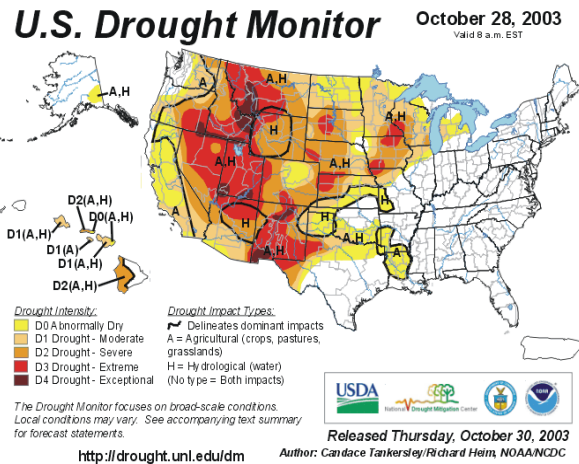 U.S. Drought Monitor
October 28, 2003
Valid 8 a.m. EST
A,H
A
A,H
H
A,H
A,H
A,H
A
H
H
H
A,H
A,H
A
D2(A,H)
D0(A,H)
D1(A,H)
D1(A)
D1(A,H)
D2(A,H)
Drought Intensity:
D0 Abnormally Dry
D1 Drought - Moderate
D2 Drought - Severe
D3 Drought - Extreme
D4 Drought - Exceptional
Drought Impact Types:
Delineates dominant impacts
A = Agricultural (crops, pastures,
grasslands)
H = Hydrological (water)
(No type = Both impacts)
The Drought Monitor focuses on broad-scale conditions.
Local conditions may vary. See accompanying text summary
for forecast statements.
http://drought.unl.edu/dm
USDA
National Drought Mitigation Center
NOAA
Released Thursday, October 30, 2003
Author: Candace Tankersley/Richard Heim, NOAA/NCDC